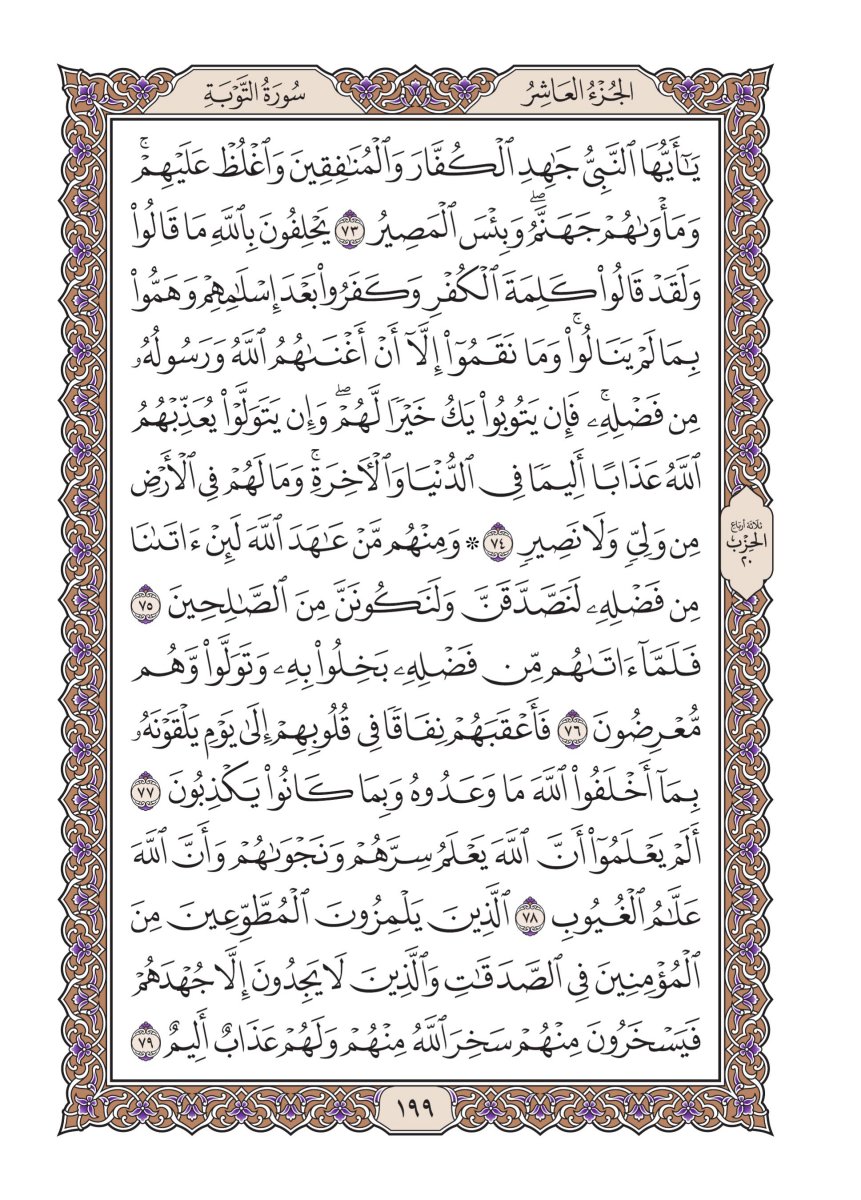 الجُزْءُ العَاشِرُ
سُورَةُ التَّوْبَةِ
يَـٰٓأَيُّهَا ٱلنَّبِيُّ جَـٰهِدِ ٱلْكُفَّارَ وَٱلْمُنَـٰفِقِينَ وَٱغْلُظْ عَلَيْهِمْۚ
وَمَأْوَىٰهُمْ جَهَنَّمُۖ وَبِئْسَ ٱلْمَصِيرُ ٧٣ يَحْلِفُونَ بِٱللَّهِ مَا قَالُوا۟
وَلَقَدْ قَالُوا۟ كَلِمَةَ ٱلْكُفْرِ وَكَفَرُوا۟ بَعْدَ إِسْلَـٰمِهِمْ وَهَمُّوا۟
بِمَا لَمْ يَنَالُوا۟ۚ وَمَا نَقَمُوٓا۟ إِلَّآ أَنْ أَغْنَىٰهُمُ ٱللَّهُ وَرَسُولُهُۥ
مِن فَضْلِهِۦۚ فَإِن يَتُوبُوا۟ يَكُ خَيْرًا لَّهُمْۖ وَإِن يَتَوَلَّوْا۟ يُعَذِّبْهُمُ
ٱللَّهُ عَذَابًا أَلِيمًا فِى ٱلدُّنْيَا وَٱلْـَٔاخِرَةِۚ وَمَا لَهُمْ فِى ٱلْأَرْضِ
مِن وَلِىٍّ وَلَا نَصِيرٍ ٧٤ * وَمِنْهُم مَّنْ عَـٰهَدَ ٱللَّهَ لَئِنْ ءَاتَىٰنَا
مِن فَضْلِهِۦ لَنَصَّدَّقَنَّ وَلَنَكُونَنَّ مِنَ ٱلصَّـٰلِحِينَ ٧٥
فَلَمَّآ ءَاتَىٰهُم مِّن فَضْلِهِۦ بَخِلُوا۟ بِهِۦ وَتَوَلَّوا۟ وَّهُم
مُّعْرِضُونَ ٧٦ فَأَعْقَبَهُمْ نِفَاقًا فِى قُلُوبِهِمْ إِلَىٰ يَوْمِ يَلْقَوْنَهُۥ
بِمَآ أَخْلَفُوا۟ ٱللَّهَ مَا وَعَدُوهُ وَبِمَا كَانُوا۟ يَكْذِبُونَ ٧٧
أَلَمْ يَعْلَمُوٓا۟ أَنَّ ٱللَّهَ يَعْلَمُ سِرَّهُمْ وَنَجْوَىٰهُمْ وَأَنَّ ٱللَّهَ
عَلَّـٰمُ ٱلْغُيُوبِ ٧٨ ٱلَّذِينَ يَلْمِزُونَ ٱلْمُطَّوِّعِينَ مِنَ
ٱلْمُؤْمِنِينَ فِى ٱلصَّدَقَـٰتِ وَٱلَّذِينَ لَا يَجِدُونَ إِلَّا جُهْدَهُمْ
فَيَسْخَرُونَ مِنْهُمْ سَخِرَ ٱللَّهُ مِنْهُمْ وَلَهُمْ عَذَابٌ أَلِيمٌ ٧٩
ثلاثة أرباع
الحِزْب
٢٠
١٩٩